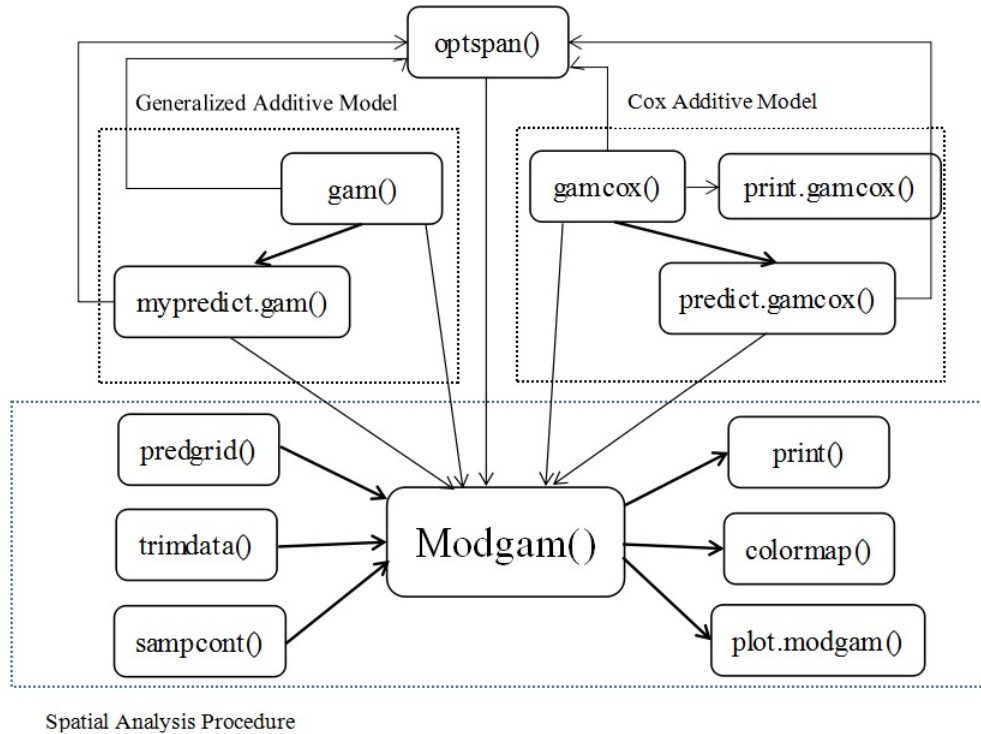 optspan()
Generalized Additive Model
Cox Additive Model
gam()
gamcox()
print.gamcox()
mypredict.gam()
predict.gamcox()
predgrid()
print()
trimdata()
Modgam()
colormap()
sampcont()
plot.modgam()
Spatial Analysis Procedure